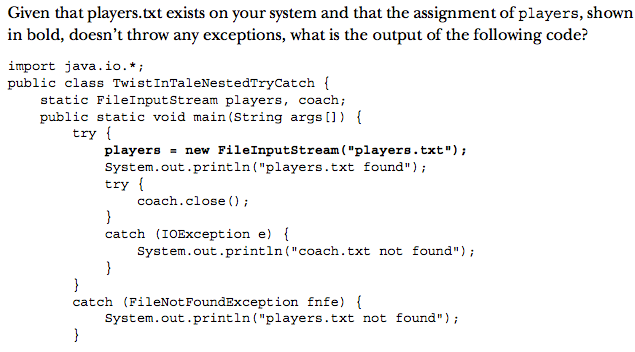 Given that players.txt exists on your system and that the assignment of players, shown
in bold, doesn't throw any exceptions, what is the output of the following code?
import java.io.*;
public class TwistInTaleNestedTryCatch {
    static FileInputStream players, coach;
    public static void main(String args[]) {
        try {
            players = new FileInputStream("players.txt");
            System.out.println("players.txt found");
            try {
                coach.close();
            }
            catch (IOException e) {
                System.out.println("coach.txt not found");
            }
        }
        catch (FileNotFoundException fnfe) {
            System.out.println("players.txt not found");
        }